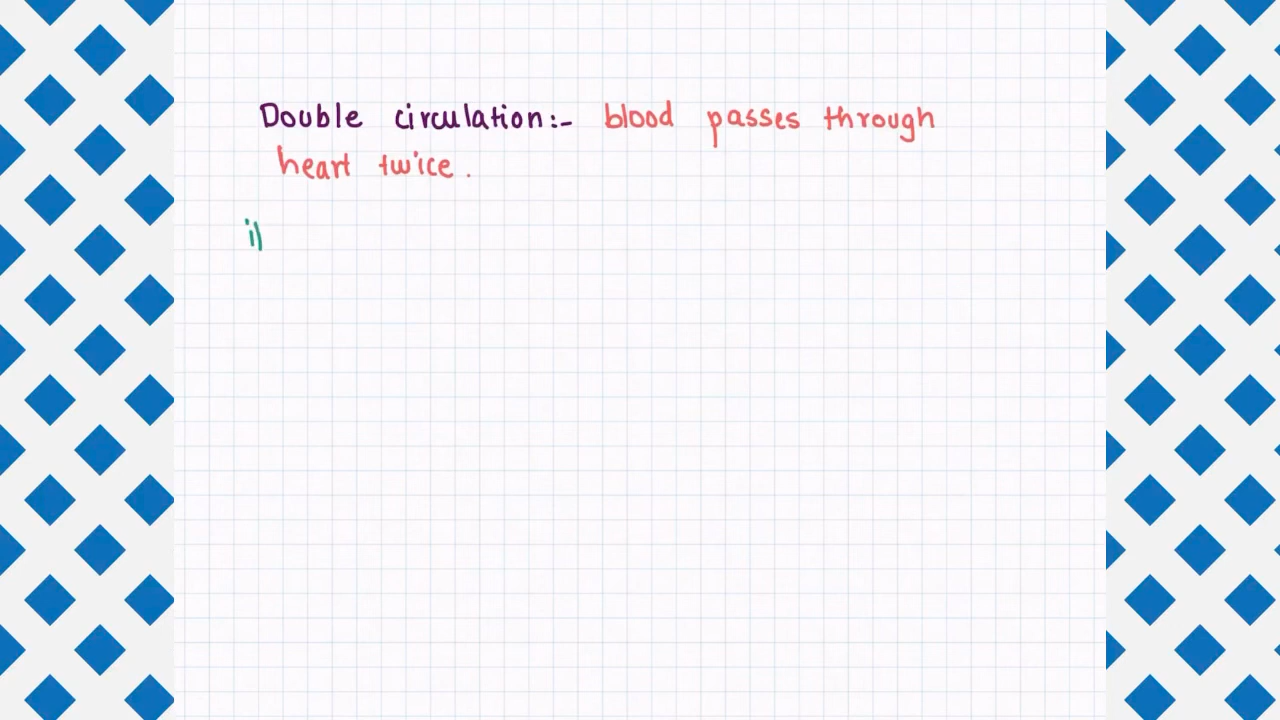 Double circulation:- blood passes through
heart twice.
i)